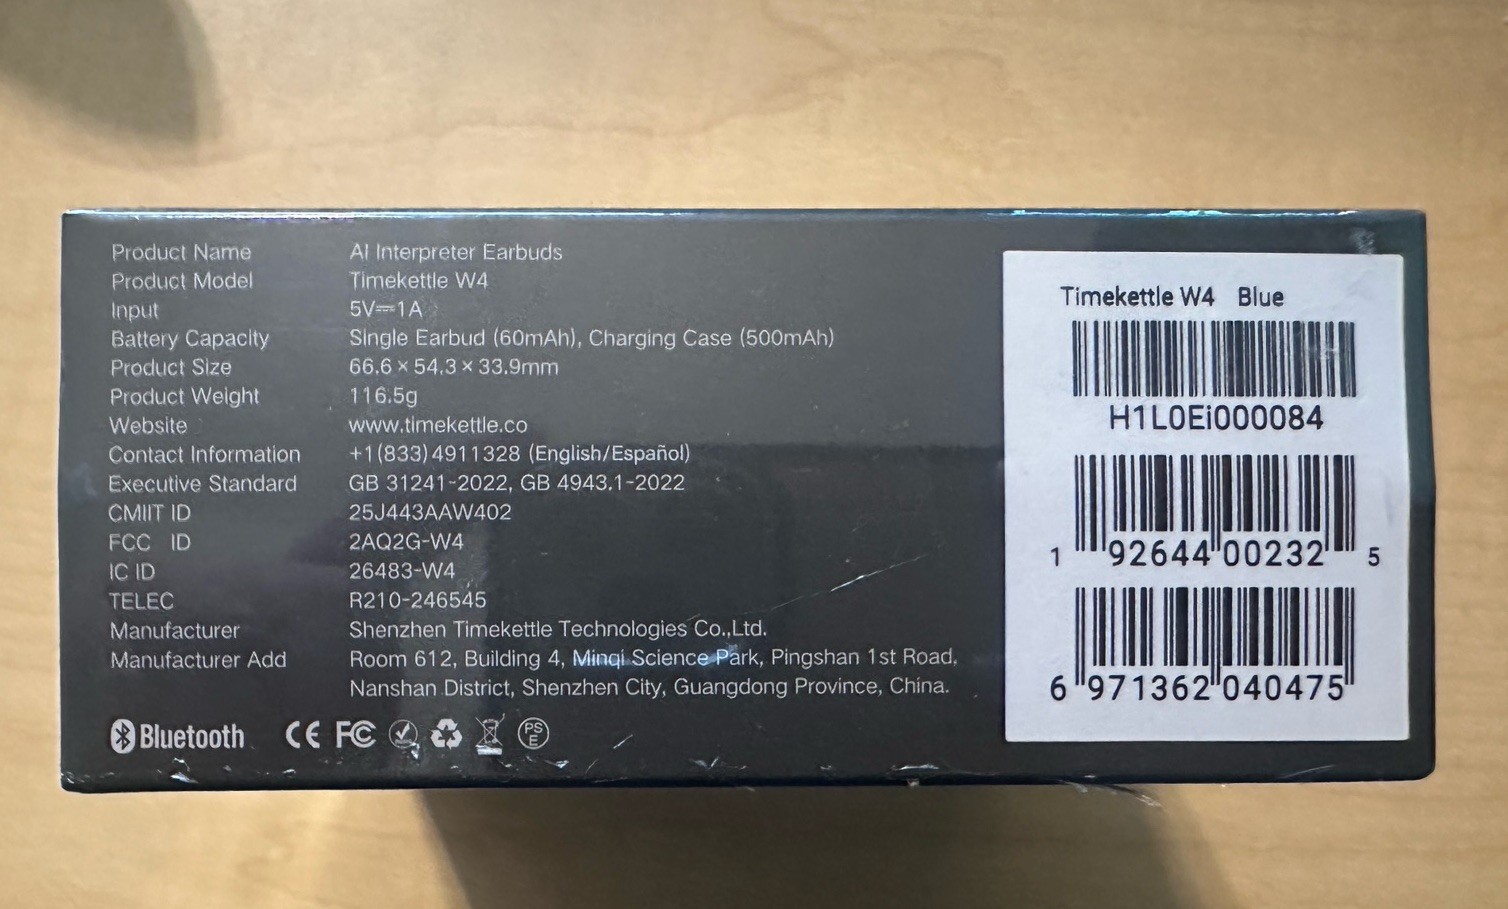 Product Name AI Interpreter Earbuds
Product Model Timekettle W4
Input 5V⎓1A
Battery Capacity Single Earbud (60mAh), Charging Case (500mAh)
Product Size 66.6 × 54.3 × 33.9mm
Product Weight 116.5g
Website www.timekettle.co
Contact Information +1(833)4911328 (English/Español)
Executive Standard GB 31241-2022, GB 4943.1-2022
CMIIT ID 25J443AAW402
FCC ID 2AQ2G-W4
IC ID 26483-W4
TELEC R210-246545
Manufacturer Shenzhen Timekettle Technologies Co.,Ltd.
Manufacturer Add Room 612, Building 4, Minqi Science Park, Pingshan 1st Road,
Nanshan District, Shenzhen City, Guangdong Province, China.
Bluetooth CE FC PS E
Timekettle W4 Blue
H1L0Ei000084
1 92644 00232 5
6 971362 040475